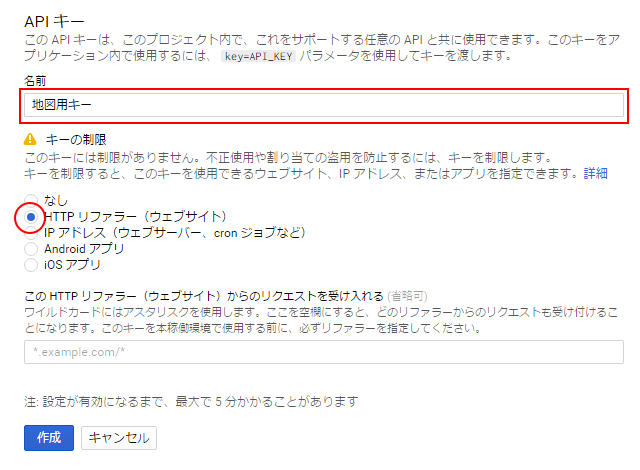 API キー
この API キーは、このプロジェクト内で、これをサポートする任意の API と共に使用できます。このキーをア
プリケーション内で使用するには、 key=API_KEY パラメータを使用してキーを渡します。
名前
地図用キー
キーの制限
このキーには制限がありません。不正使用や割り当ての盗用を防止するには、キーを制限します。
キーを制限すると、このキーを使用できるウェブサイト、IP アドレス、またはアプリを指定できます。詳細
なし
HTTP リファラー（ウェブサイト）
IP アドレス（ウェブサーバー、cron ジョブなど）
Android アプリ
iOS アプリ
この HTTP リファラー（ウェブサイト）からのリクエストを受け入れる (省略可)
ワイルドカードにはアスタリスクを使用します。ここを空欄にすると、どのリファラーからのリクエストも受け付けるこ
とになります。このキーを本稼働環境で使用する前に、必ずリファラーを指定してください。
*.example.com/*
注: 設定が有効になるまで、最大で 5 分かかることがあります
作成 キャンセル